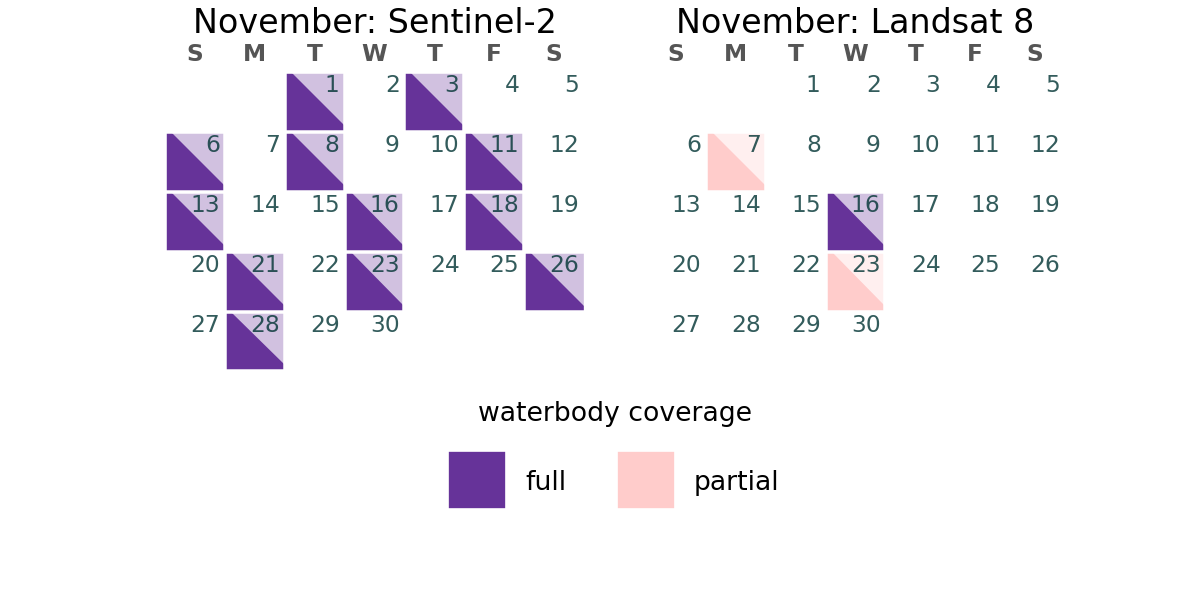 November: Sentinel-2
S M T W T F S
1 2 3 4 5
6 7 8 9 10 11 12
13 14 15 16 17 18 19
20 21 22 23 24 25 26
27 28 29 30
November: Landsat 8
S M T W T F S
1 2 3 4 5
6 7 8 9 10 11 12
13 14 15 16 17 18 19
20 21 22 23 24 25 26
27 28 29 30
waterbody coverage
full partial